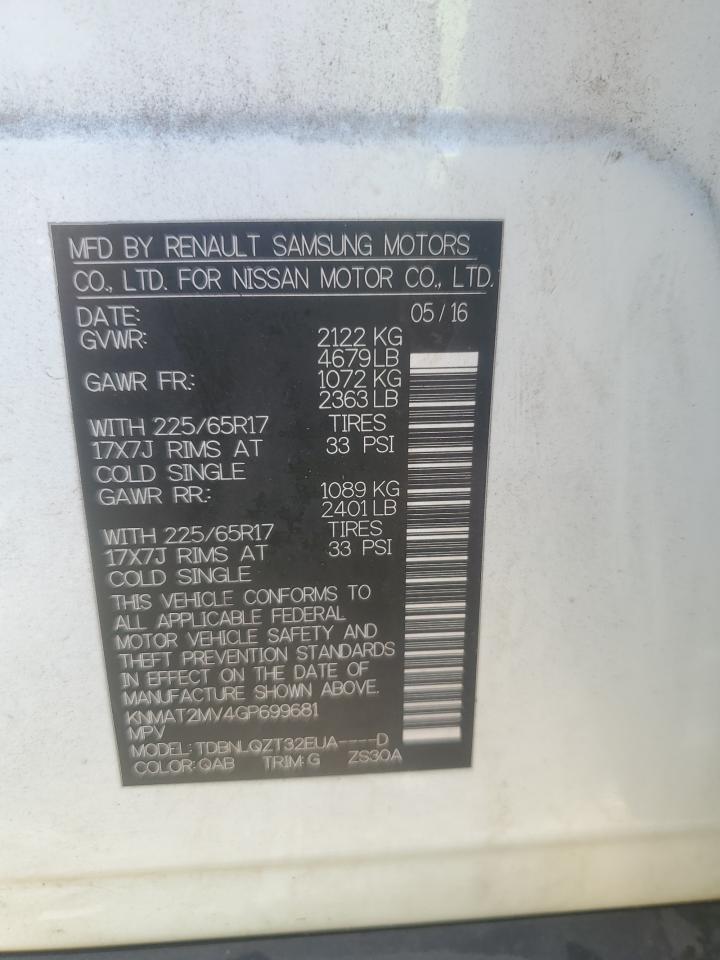 MFD BY RENAULT SAMSUNG MOTORS
CO., LTD. FOR NISSAN MOTOR CO., LTD.
DATE: 05 / 16
GVWR: 2122 KG
4679 LB
GAWR FR: 1072 KG
2363 LB
WITH 225/65R17 TIRES
17X7J RIMS AT 33 PSI
COLD SINGLE
GAWR RR: 1089 KG
2401 LB
WITH 225/65R17 TIRES
17X7J RIMS AT 33 PSI
COLD SINGLE
THIS VEHICLE CONFORMS TO
ALL APPLICABLE FEDERAL
MOTOR VEHICLE SAFETY AND
THEFT PREVENTION STANDARDS
IN EFFECT ON THE DATE OF
MANUFACTURE SHOWN ABOVE.
KNMAT2MV4GP699681
MPV
MODEL: TDBNLQZT32EUA----D
COLOR: QAB TRIM: G ZS30A